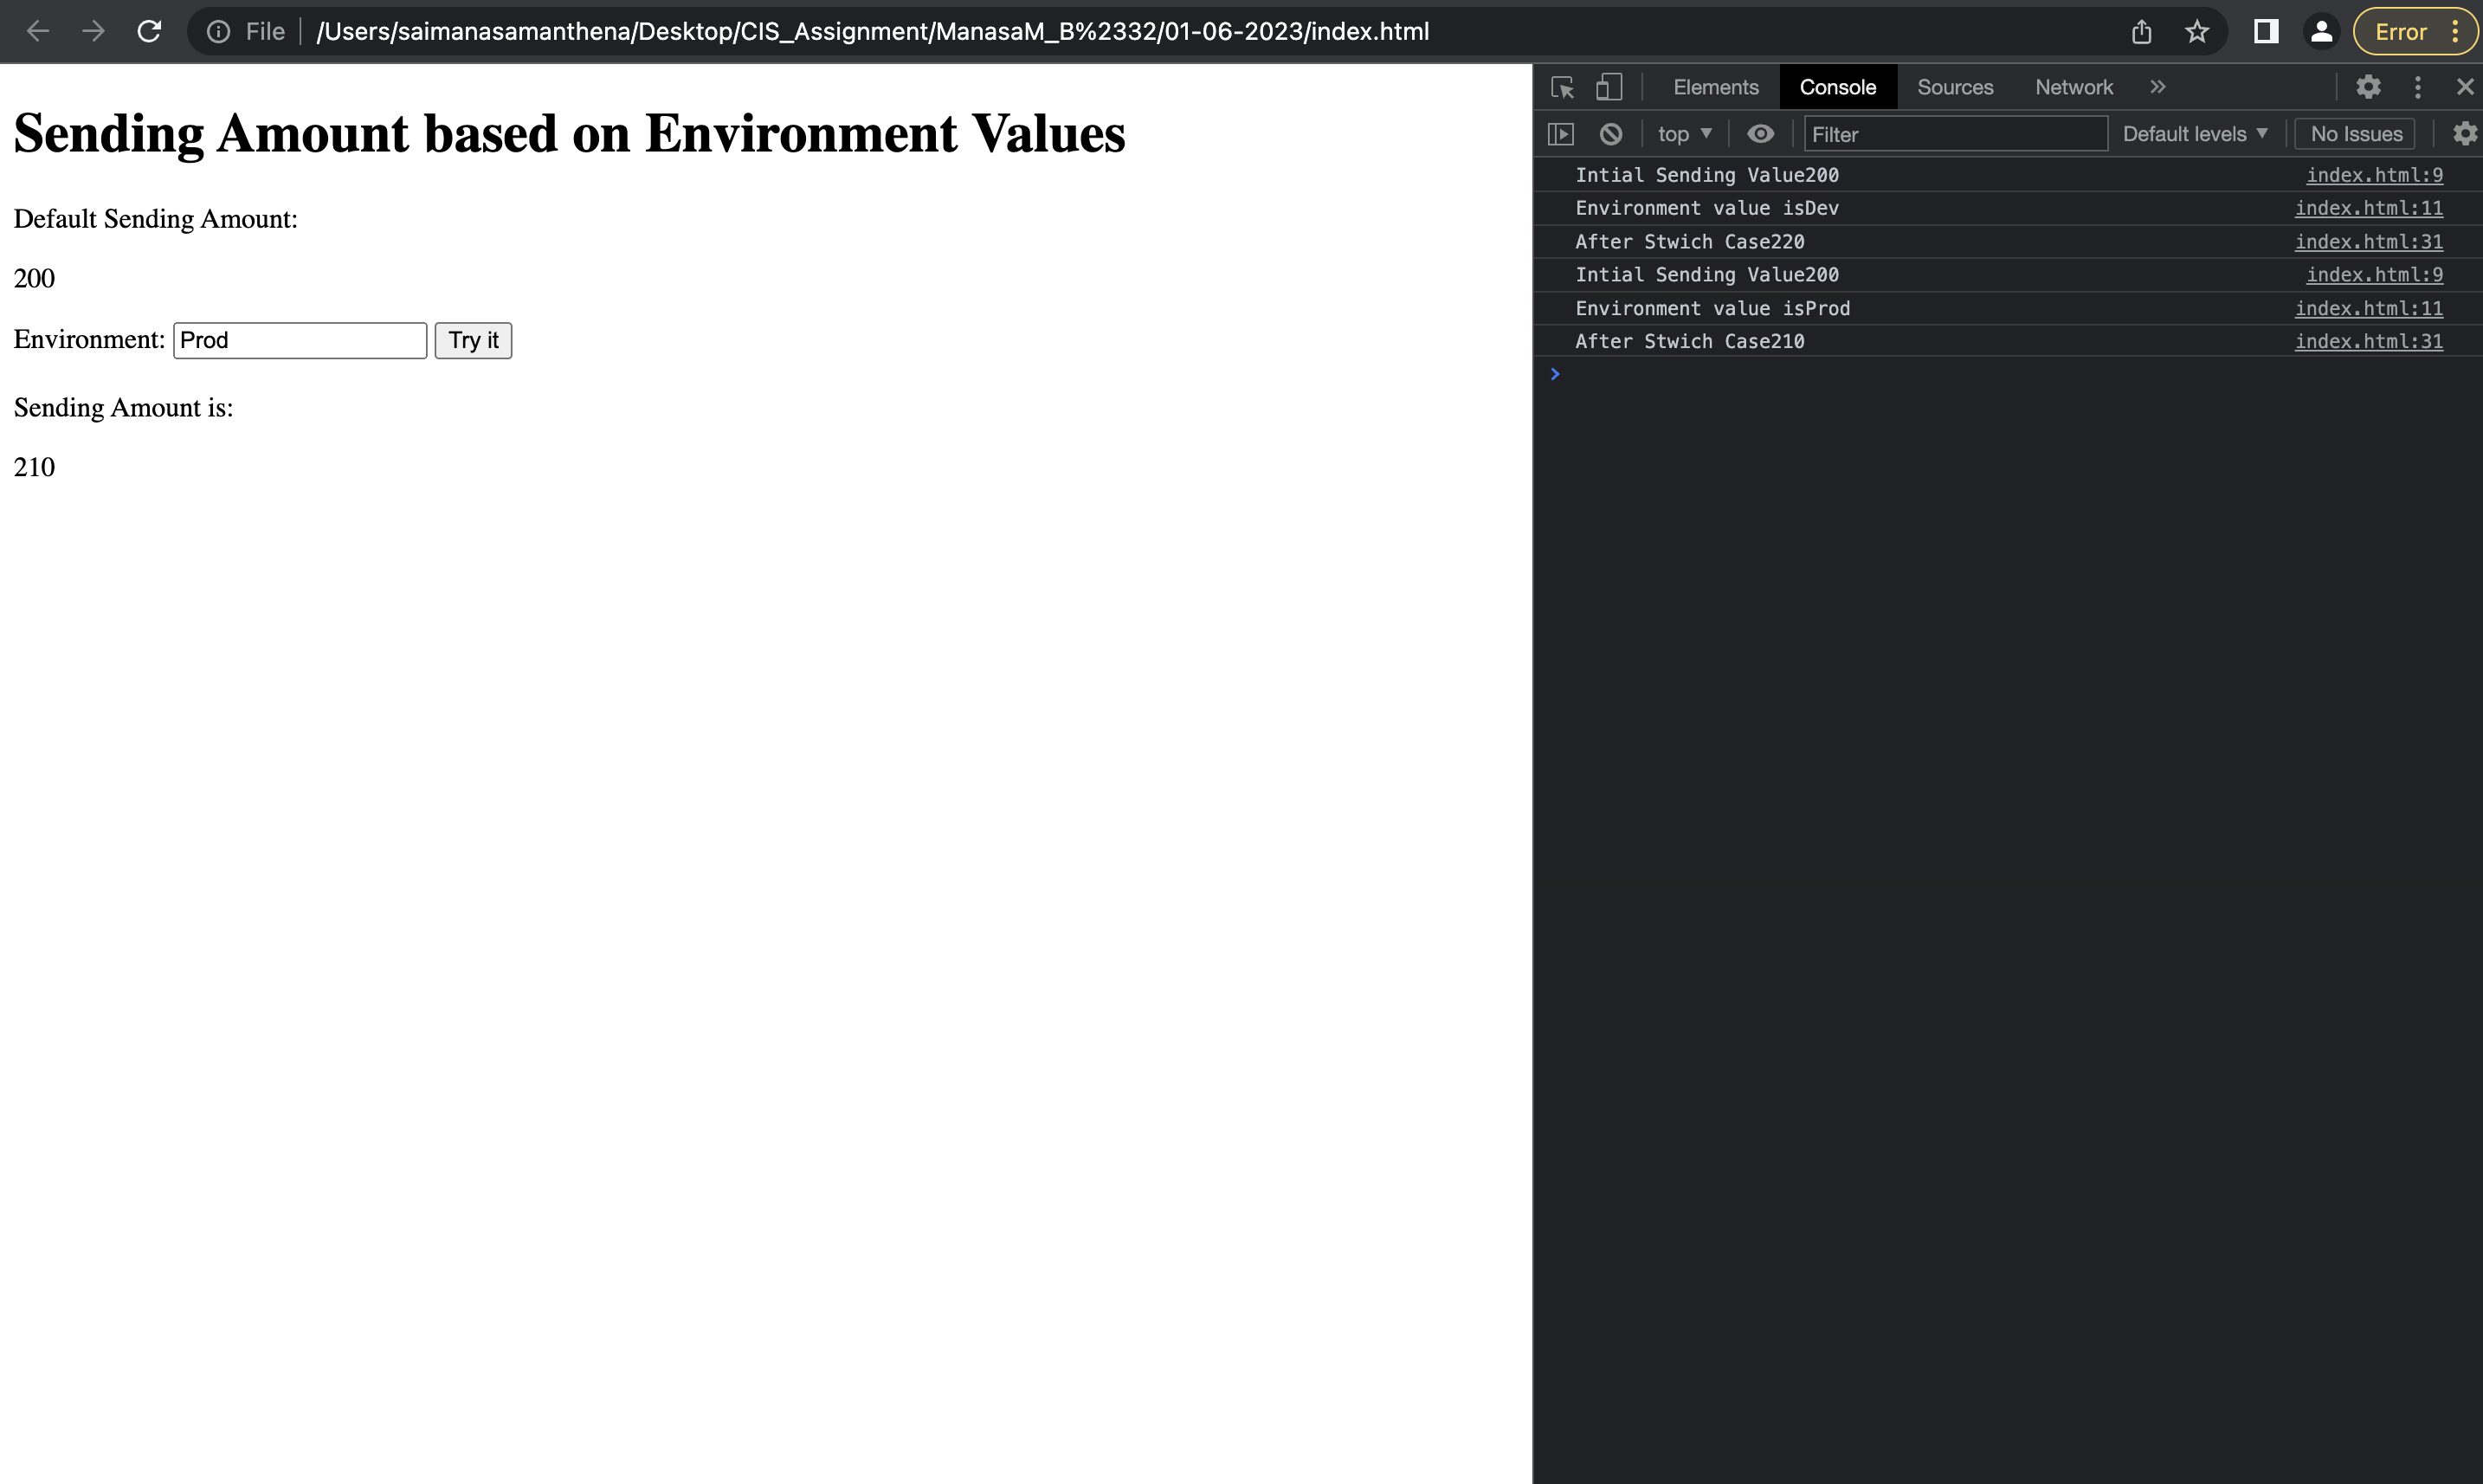 File /Users/saimanasamanthena/Desktop/CIS_Assignment/ManasaM_B%2332/01-06-2023/index.html Error
Sending Amount based on Environment Values
Default Sending Amount:
200
Environment: Prod Try it
Sending Amount is:
210
Elements Console Sources Network
top Filter Default levels No Issues
Intial Sending Value200 index.html:9
Environment value isDev index.html:11
After Stwich Case220 index.html:31
Intial Sending Value200 index.html:9
Environment value isProd index.html:11
After Stwich Case210 index.html:31